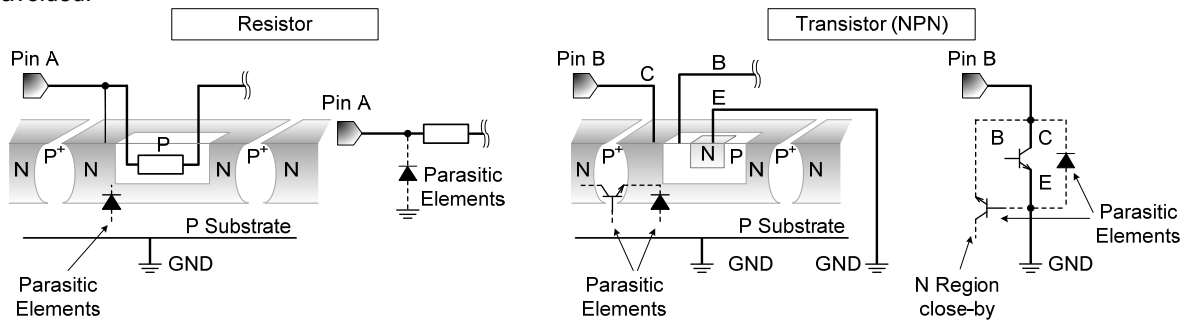 Resistor
Pin A
N
P+
N
P
P+
N
P Substrate
GND
Parasitic
Elements
Pin A
Parasitic
Elements
Transistor (NPN)
Pin B
C
B
E
N
P+
N
N
P
P+
N
P Substrate
GND
GND
Parasitic
Elements
Pin B
B
C
E
Parasitic
Elements
GND
N Region
close-by